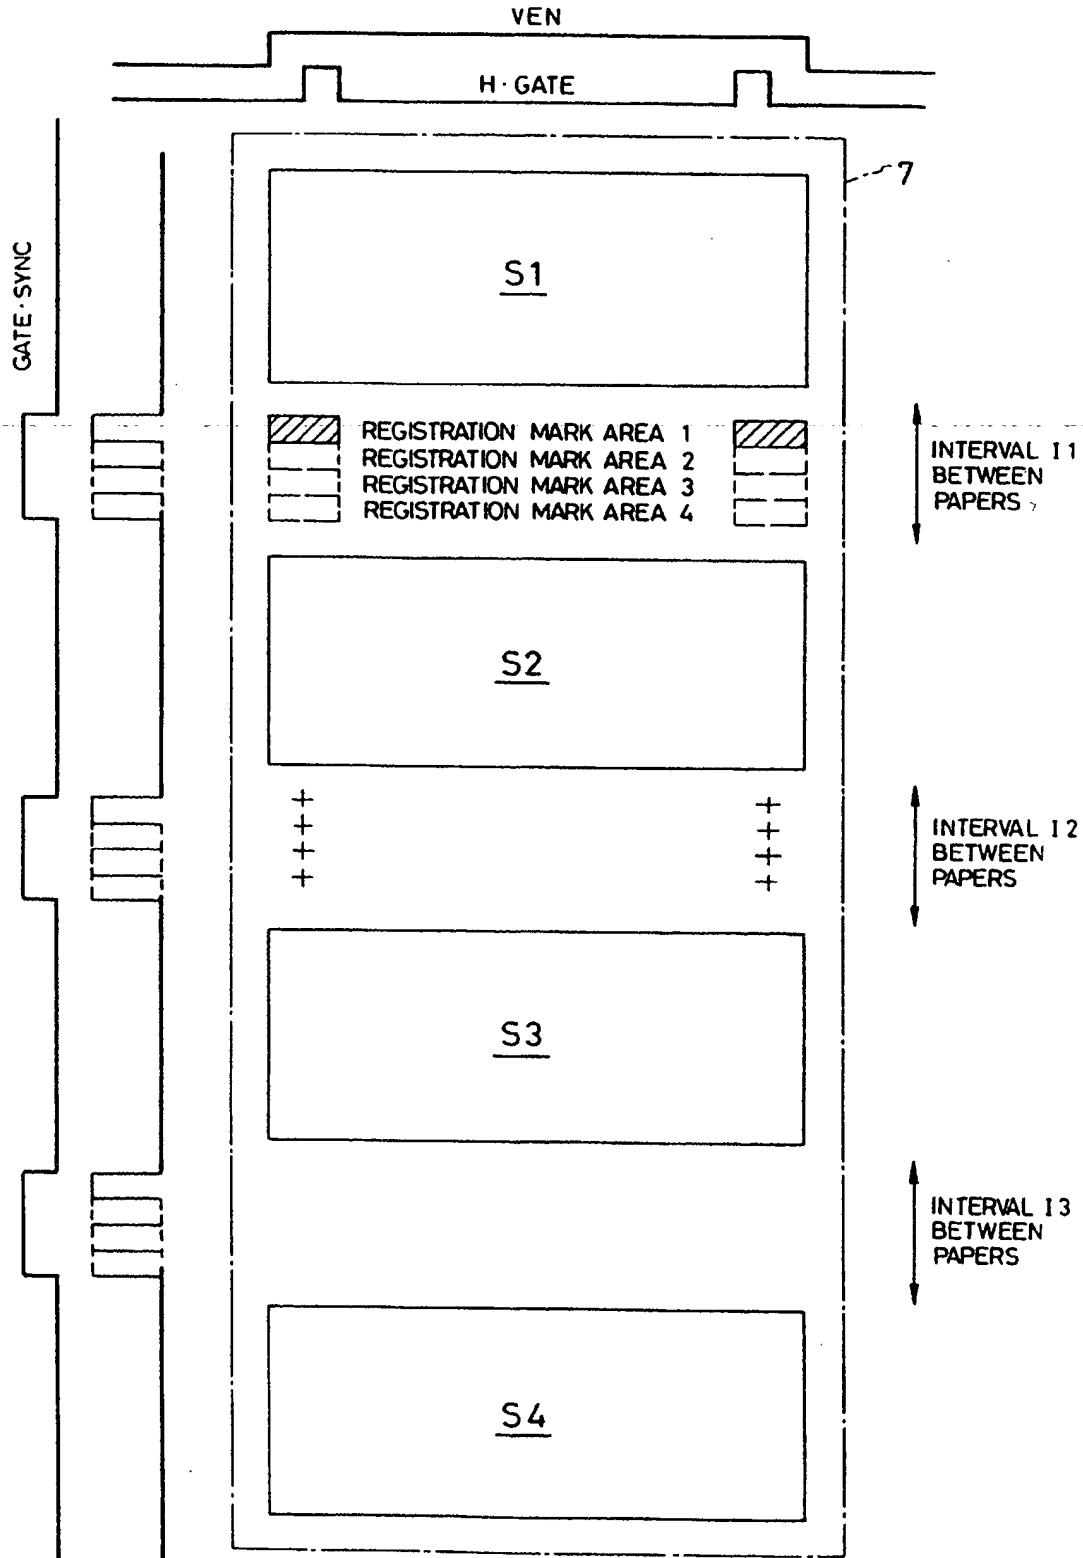 VEN
H·GATE
7
GATE·SYNC
S1
REGISTRATION MARK AREA 1
REGISTRATION MARK AREA 2
REGISTRATION MARK AREA 3
REGISTRATION MARK AREA 4
INTERVAL I1
BETWEEN
PAPERS
S2
INTERVAL I2
BETWEEN
PAPERS
S3
INTERVAL I3
BETWEEN
PAPERS
S4